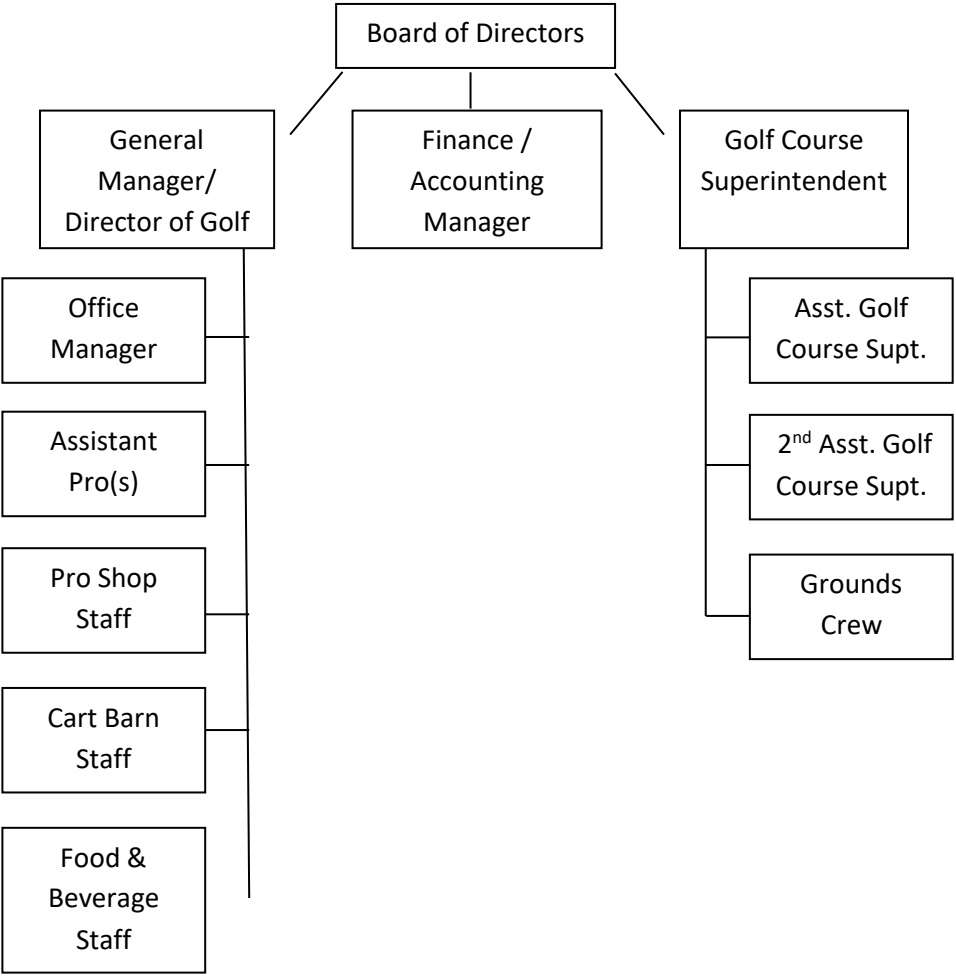 Board of Directors
General
Manager/
Director of Golf
Finance /
Accounting
Manager
Golf Course
Superintendent
Office
Manager
Assistant
Pro(s)
Pro Shop
Staff
Cart Barn
Staff
Food &
Beverage
Staff
Asst. Golf
Course Supt.
2nd Asst. Golf
Course Supt.
Grounds
Crew